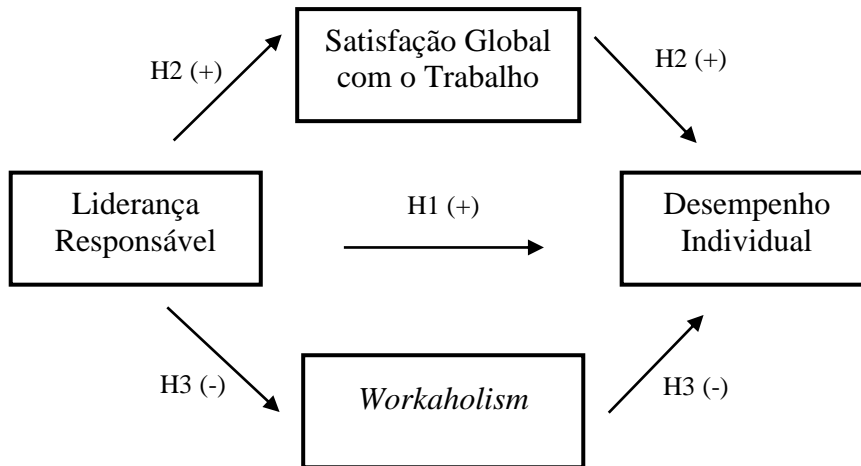 Satisfação Global
com o Trabalho
H2 (+)
H2 (+)
Liderança
Responsável
H1 (+)
Desempenho
Individual
H3 (-)
Workaholism
H3 (-)